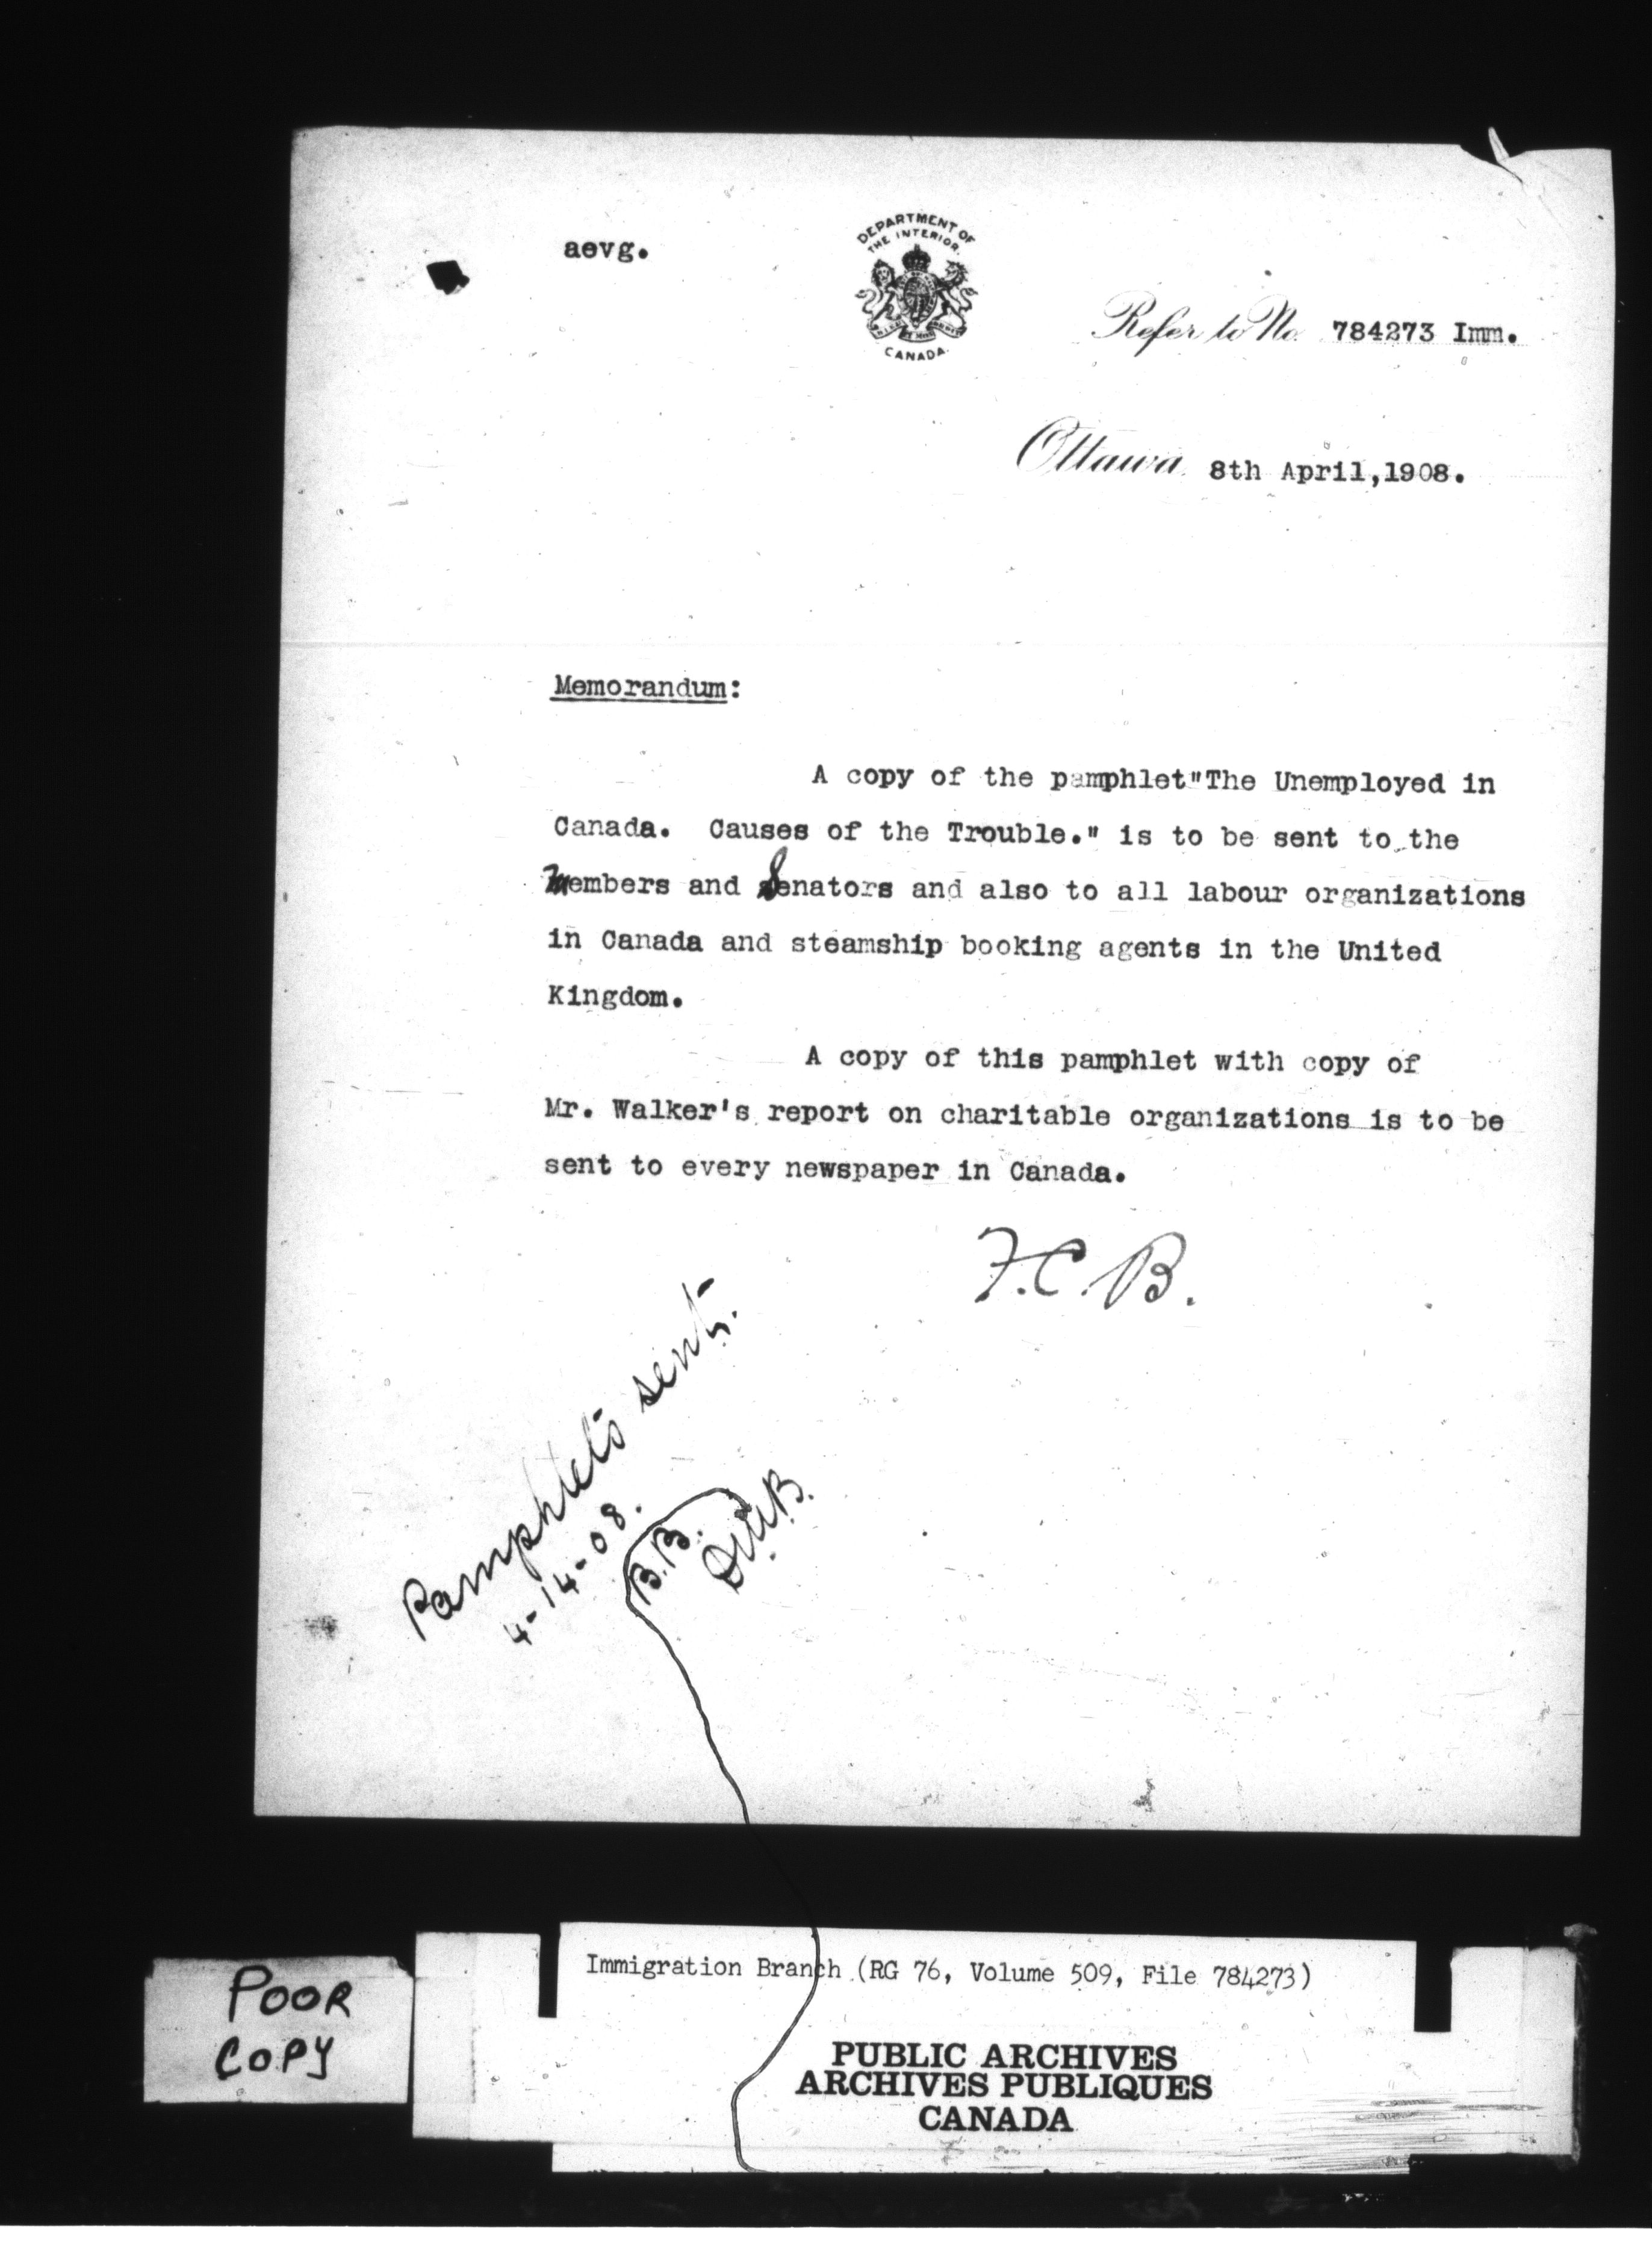 aevg.
DEPARTMENT OF
THE INTERIOR.
CANADA.
Refer to No. 784273 Imm.
Ottawa, 8th April,1908.
Memorandum:
A copy of the pamphlet"The Unemployed in
Canada. Causes of the Trouble." is to be sent to the
Members and Senators and also to all labour organizations
in Canada and steamship booking agents in the United
Kingdom.
A copy of this pamphlet with copy of
Mr. Walker's report on charitable organizations is to be
sent to every newspaper in Canada.
F.C.B.
Pamphlets sent.
4-14-08.
B.B.
POOR
COPY
Immigration Branch (RG 76, Volume 509, File 784273)
PUBLIC ARCHIVES
ARCHIVES PUBLIQUES
CANADA